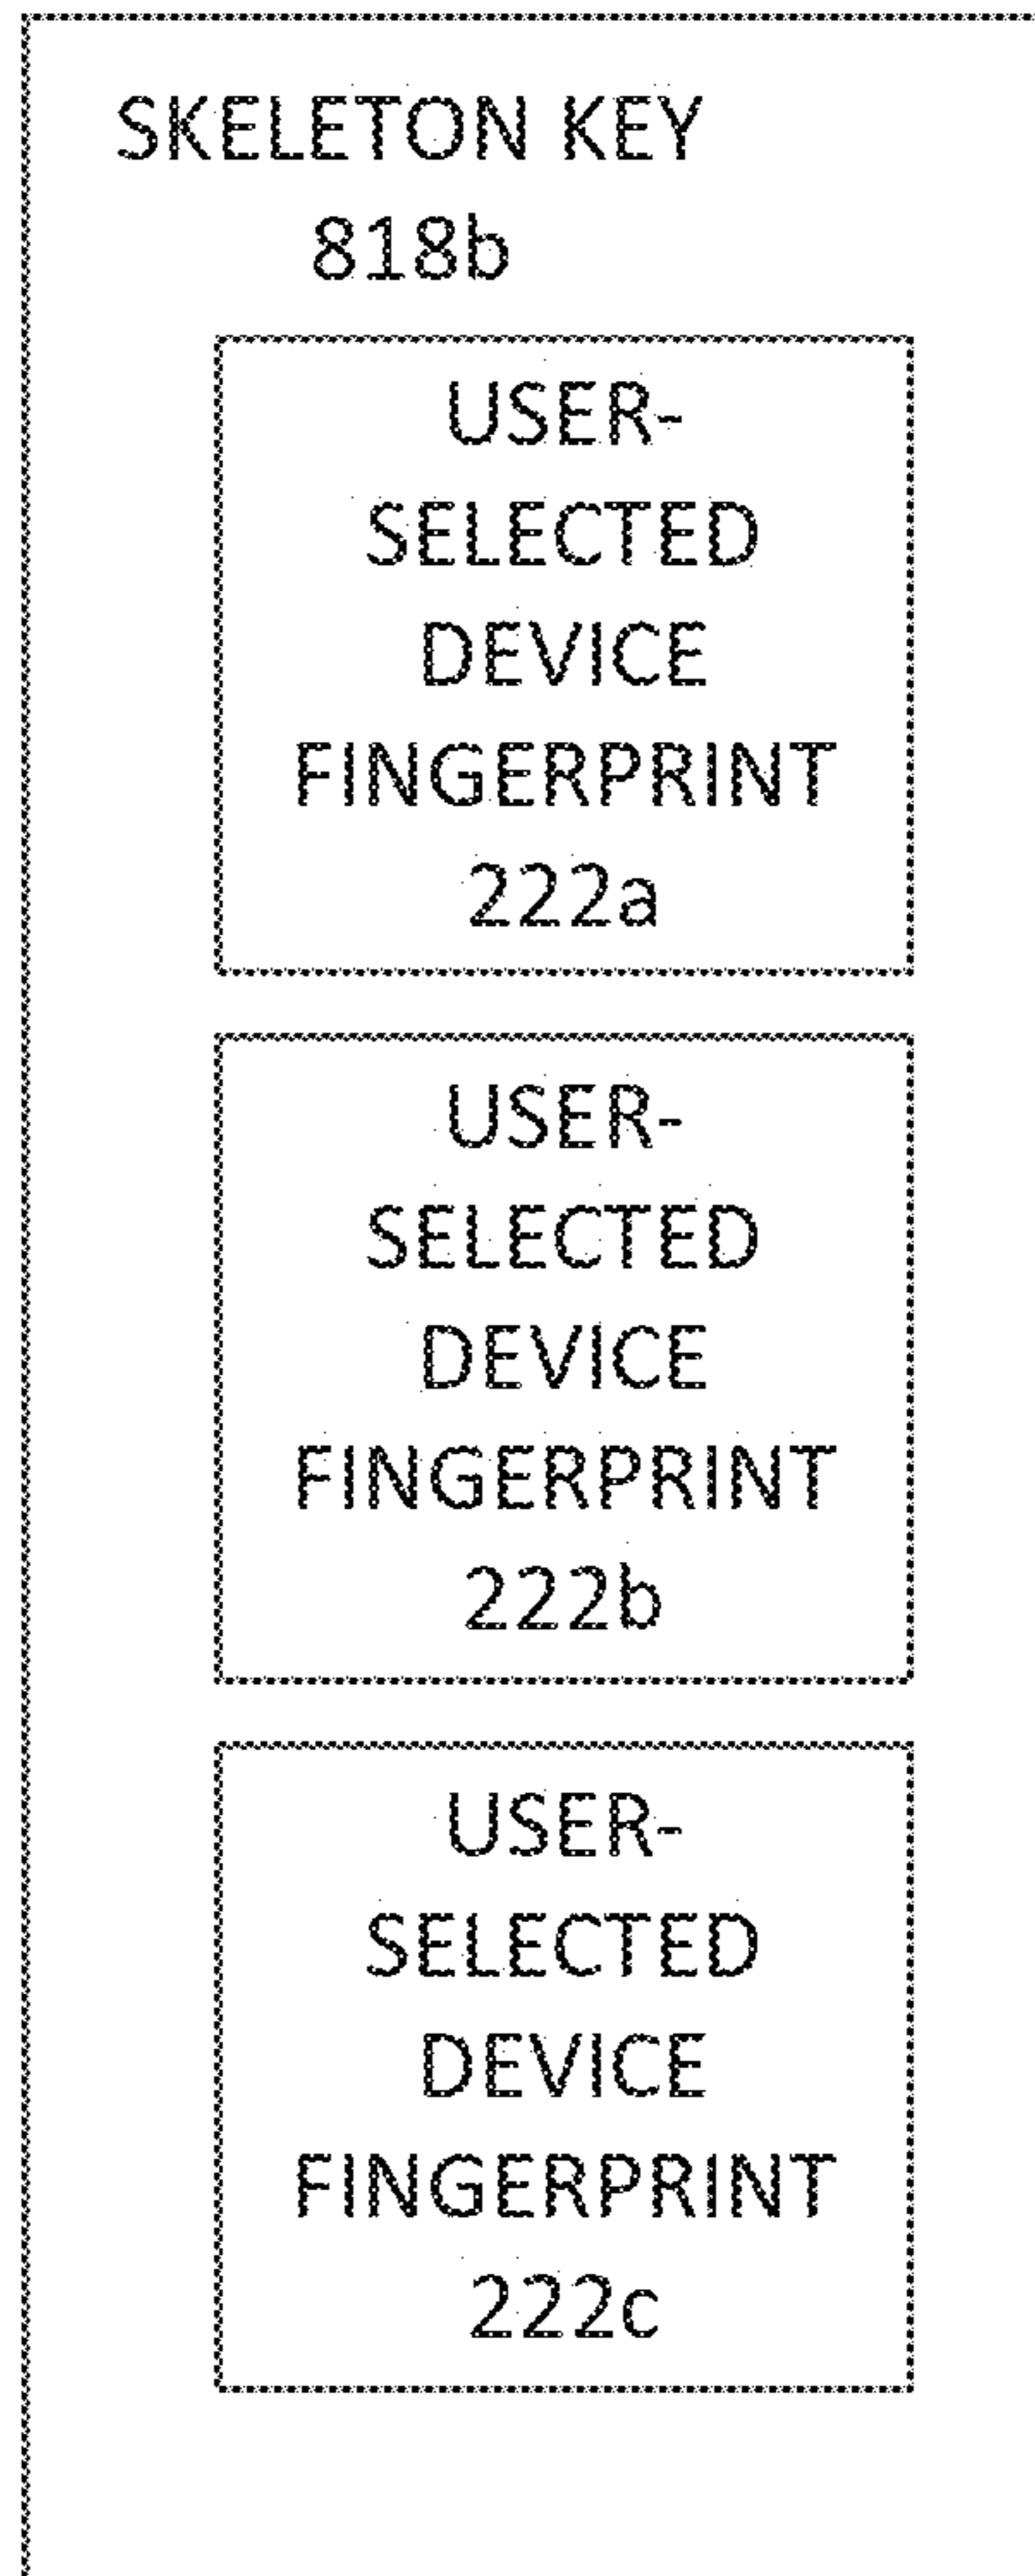 SKELETON KEY
818b
USER-
SELECTED
DEVICE
FINGERPRINT
222a
USER-
SELECTED
DEVICE
FINGERPRINT
222b
USER-
SELECTED
DEVICE
FINGERPRINT
222c